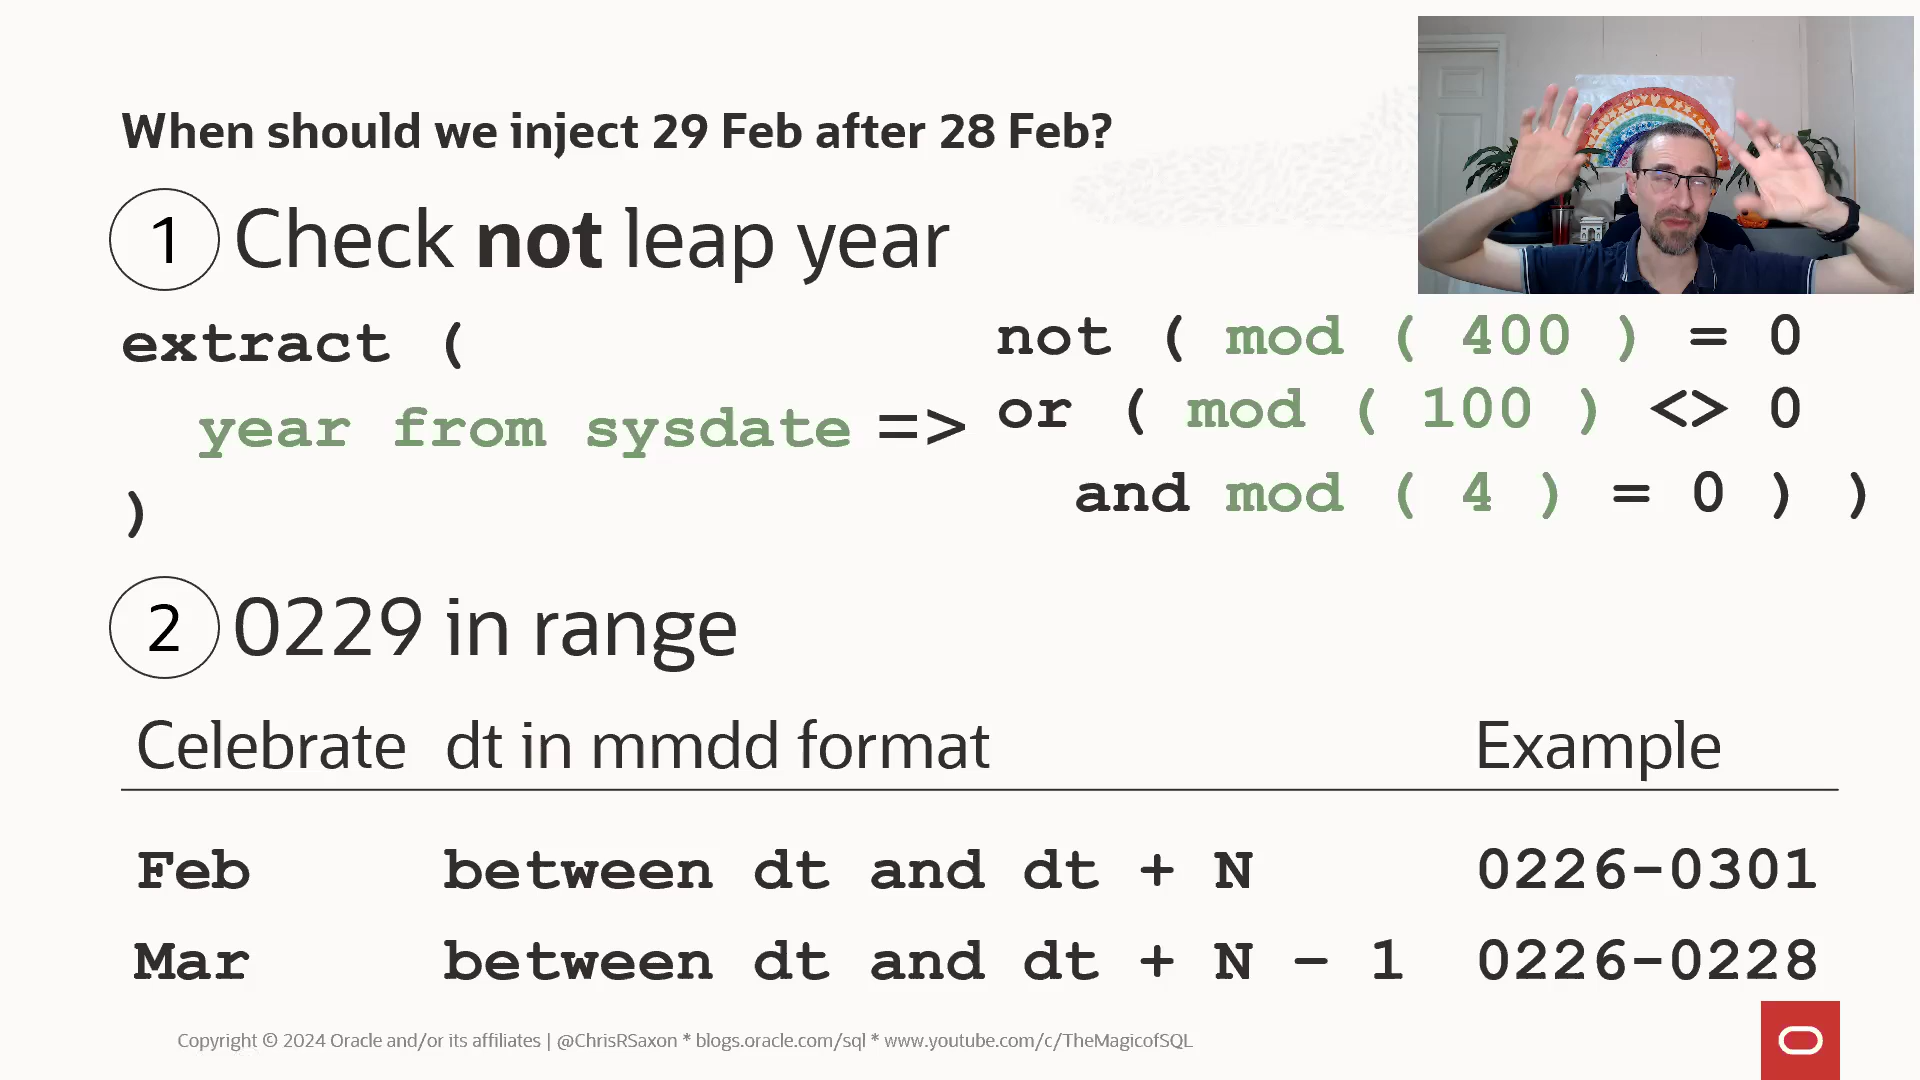 When should we inject 29 Feb after 28 Feb?
1 Check not leap year
extract (
year from sysdate
)
=>
not ( mod ( 400 ) = 0
or ( mod ( 100 ) <> 0
and mod ( 4 ) = 0 ) )
2 0229 in range
Celebrate dt in mmdd format Example
Feb between dt and dt + N 0226-0301
Mar between dt and dt + N - 1 0226-0228
Copyright © 2024 Oracle and/or its affiliates | @ChrisRSaxon * blogs.oracle.com/sql * www.youtube.com/c/TheMagicofSQL